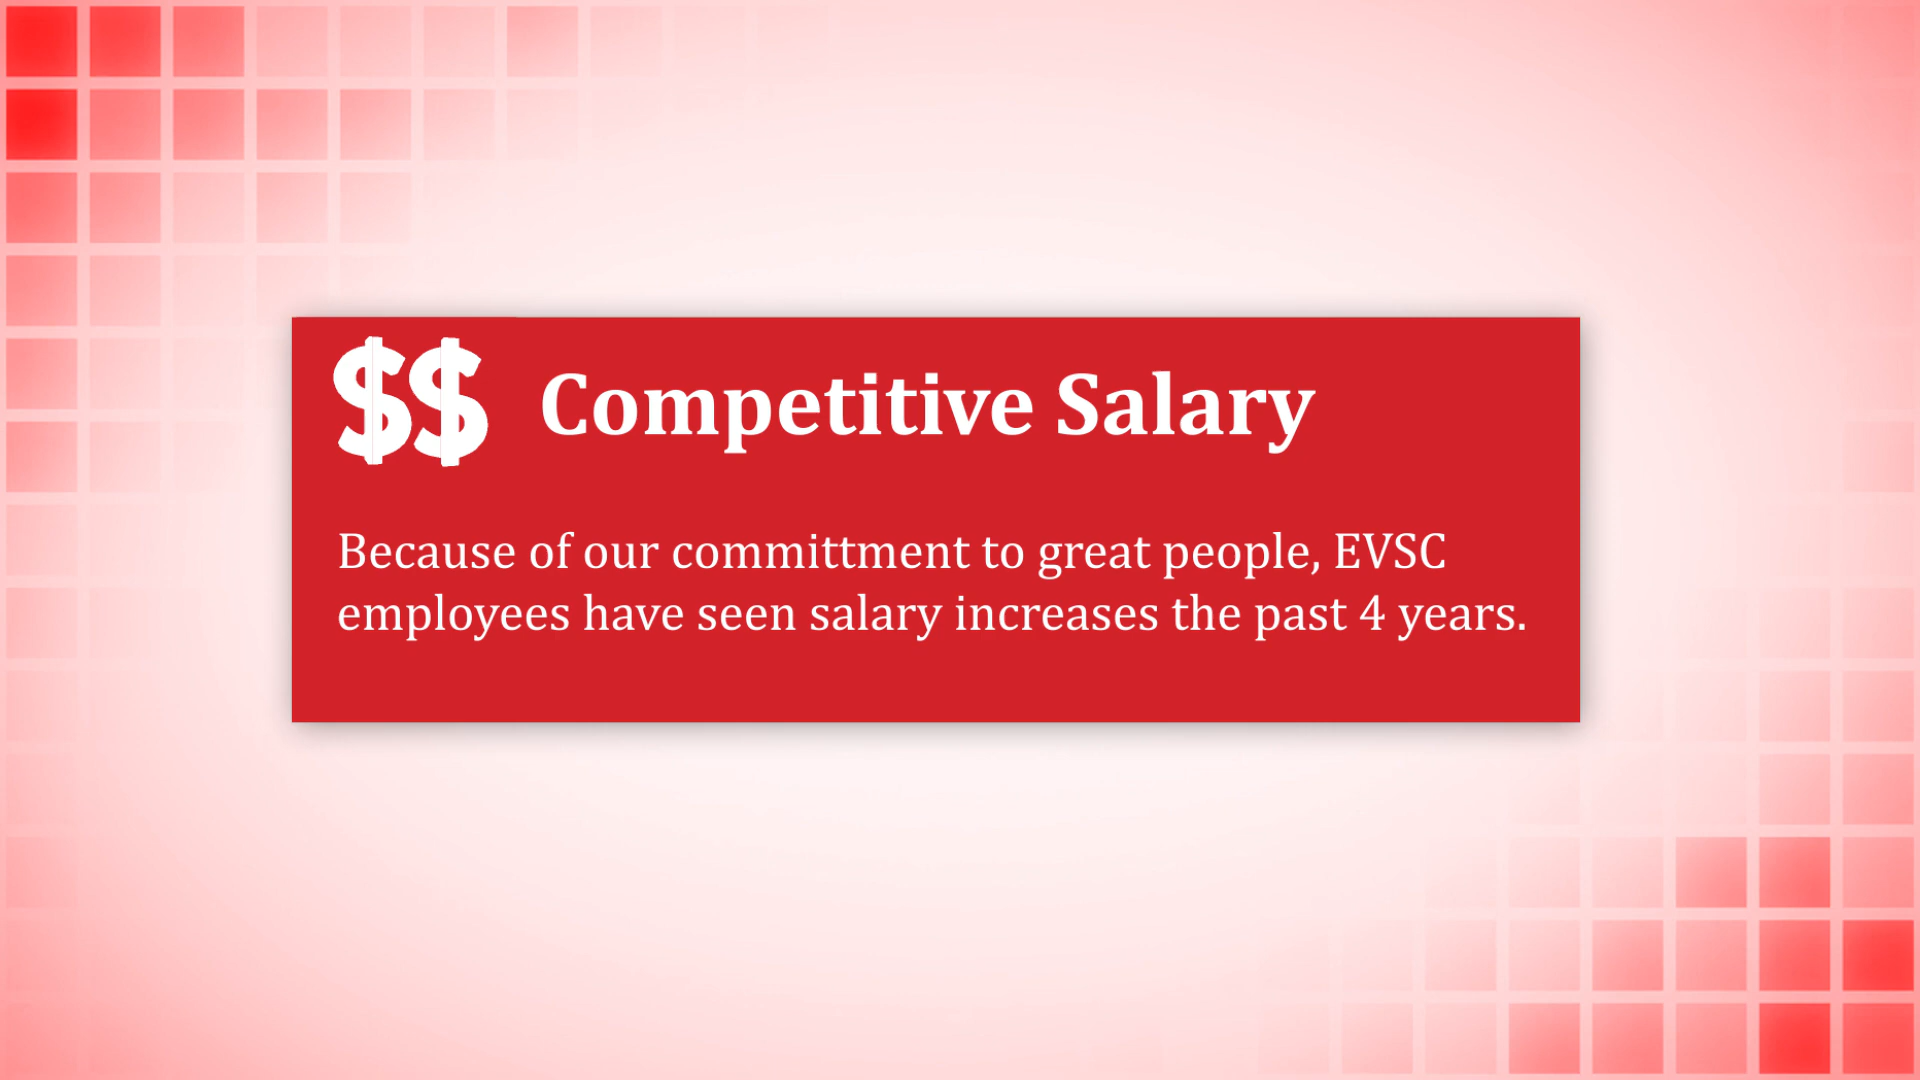 $$ Competitive Salary
Because of our committment to great people, EVSC
employees have seen salary increases the past 4 years.